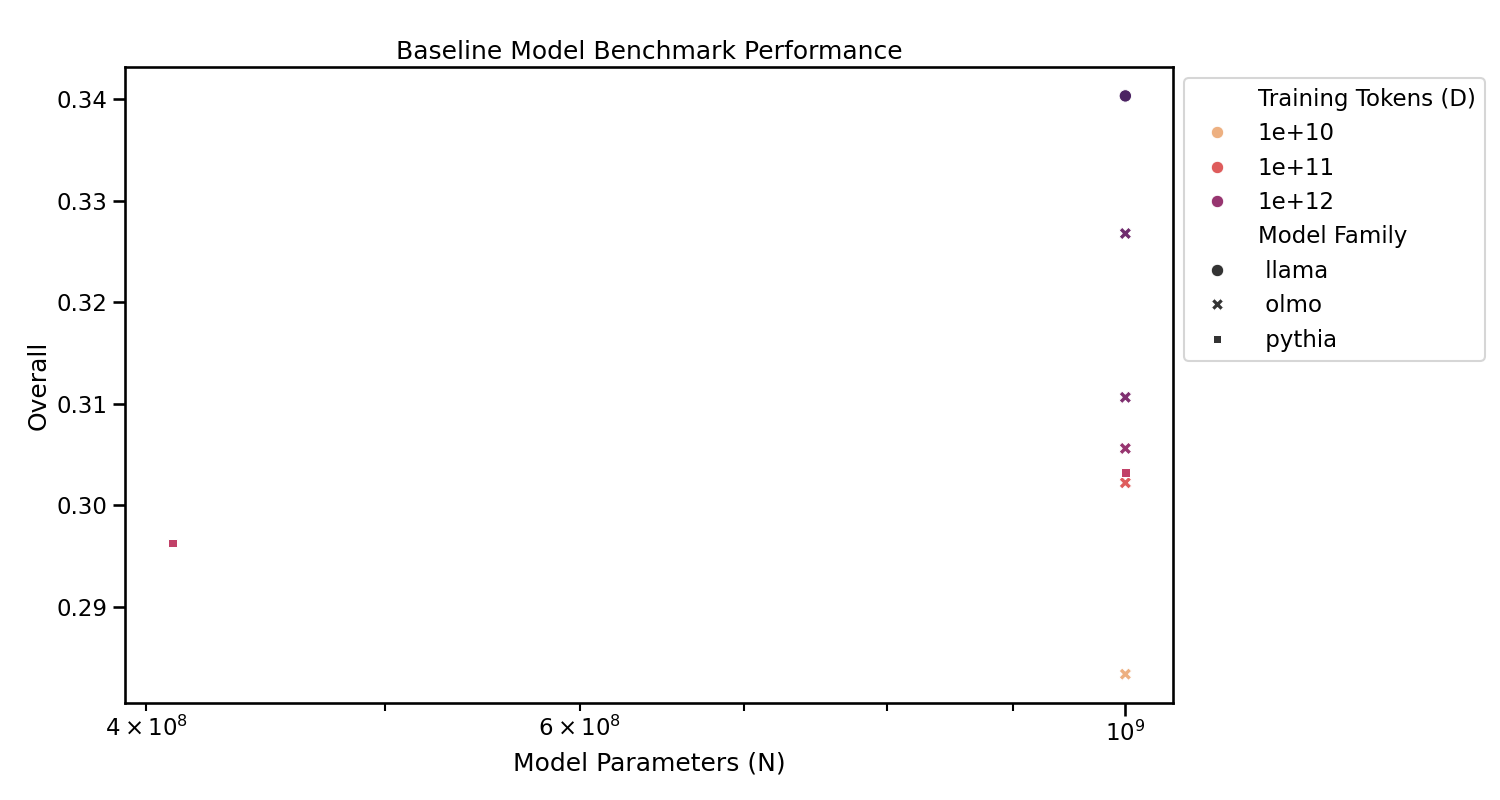 Baseline Model Benchmark Performance
0.34
0.33
0.32
0.31
0.30
0.29
Overall
4 × 10⁸
6 × 10⁸
10⁹
Model Parameters (N)
Training Tokens (D)
1e+10
1e+11
1e+12
Model Family
llama
olmo
pythia